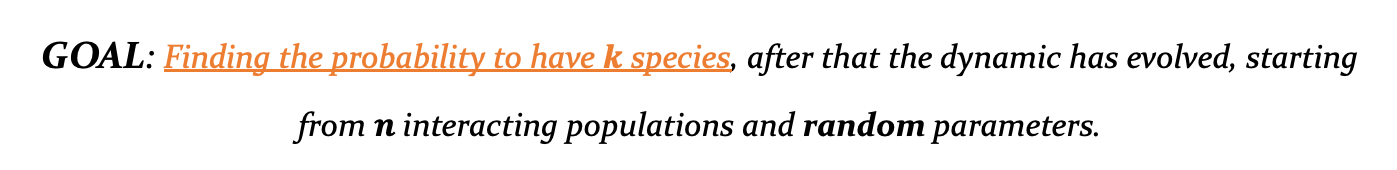 GOAL: Finding the probability to have k species, after that the dynamic has evolved, starting
from n interacting populations and random parameters.